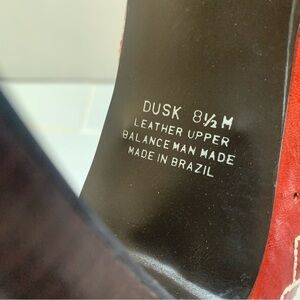 DUSK 8½ M
LEATHER UPPER
BALANCE MAN MADE
MADE IN BRAZIL